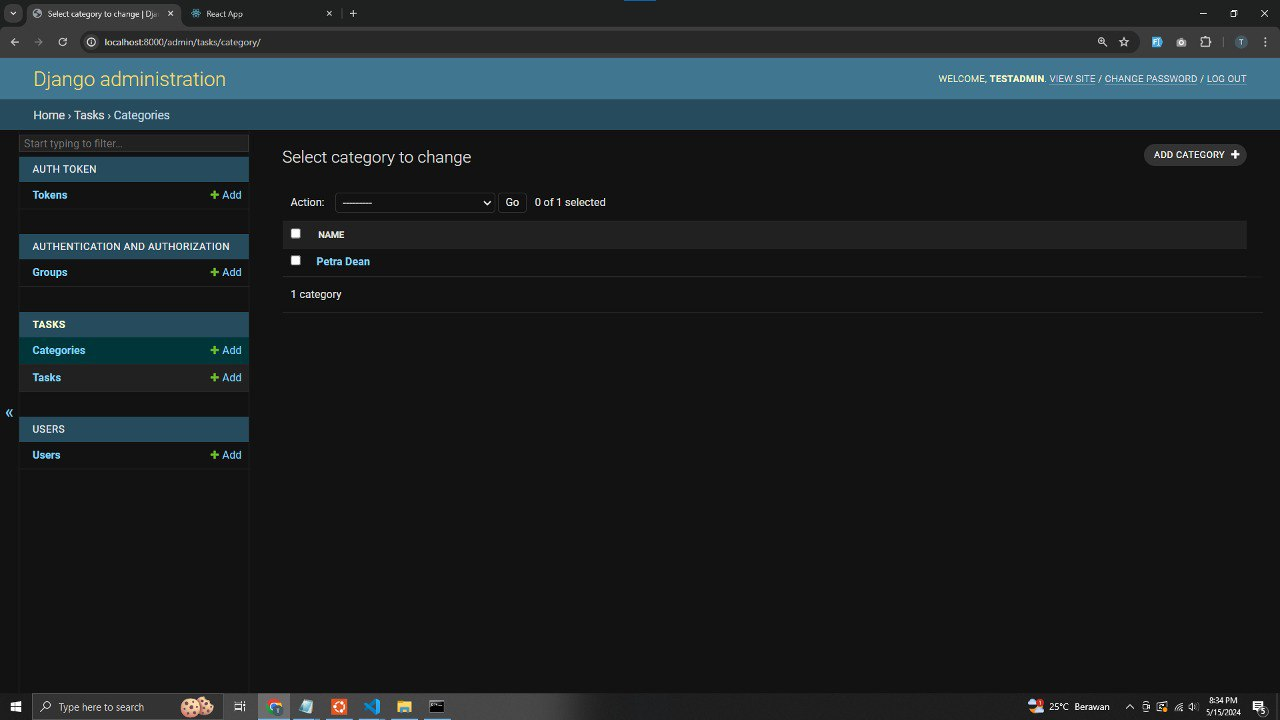 Select category to change | Dja
React App
localhost:8000/admin/tasks/category/
T
Django administration
WELCOME, TESTADMIN. VIEW SITE / CHANGE PASSWORD / LOG OUT
Home › Tasks › Categories
Start typing to filter...
AUTH TOKEN
Tokens
Add
AUTHENTICATION AND AUTHORIZATION
Groups
Add
TASKS
Categories
Add
Tasks
Add
USERS
Users
Add
«
Select category to change
ADD CATEGORY
Action:
---------
Go
0 of 1 selected
NAME
Petra Dean
1 category
Type here to search
25°C Berawan
8:34 PM
5/15/2024